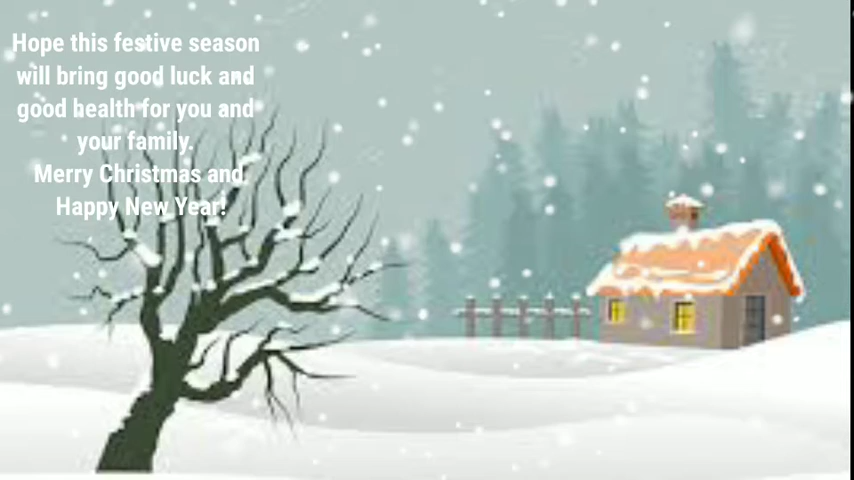 Hope this festive season
will bring good luck and
good health for you and
your family.
Merry Christmas and
Happy New Year!